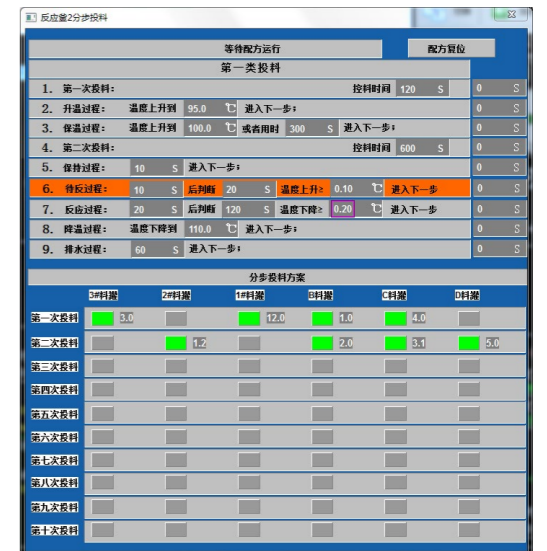 反应釜2分步投料
等待配方运行 配方复位
第一类投料
1. 第一次投料: 控料时间 120 S 0 S
2. 升温过程: 温度上升到 95.0 ℃ 进入下一步; 0 S
3. 保温过程: 温度上升到 100.0 ℃ 或者用时 300 S 进入下一步; 0 S
4. 第二次投料: 控料时间 600 S 0 S
5. 保持过程: 10 S 进入下一步; 0 S
6. 待反过程: 10 S 后判断 20 S 温度上升≥ 0.10 ℃ 进入下一步 0 S
7. 反应过程: 20 S 后判断 120 S 温度下降≥ 0.20 ℃ 进入下一步 0 S
8. 降温过程: 温度下降到 110.0 ℃ 进入下一步; 0 S
9. 排水过程: 60 S 进入下一步; 0 S
分步投料方案
3#料灌 2#料灌 1#料灌 B料灌 C料灌 D料灌
第一次投料 3.0 12.0 1.0 4.0
第二次投料 1.2 2.0 3.1 5.0
第三次投料
第四次投料
第五次投料
第六次投料
第七次投料
第八次投料
第九次投料
第十次投料